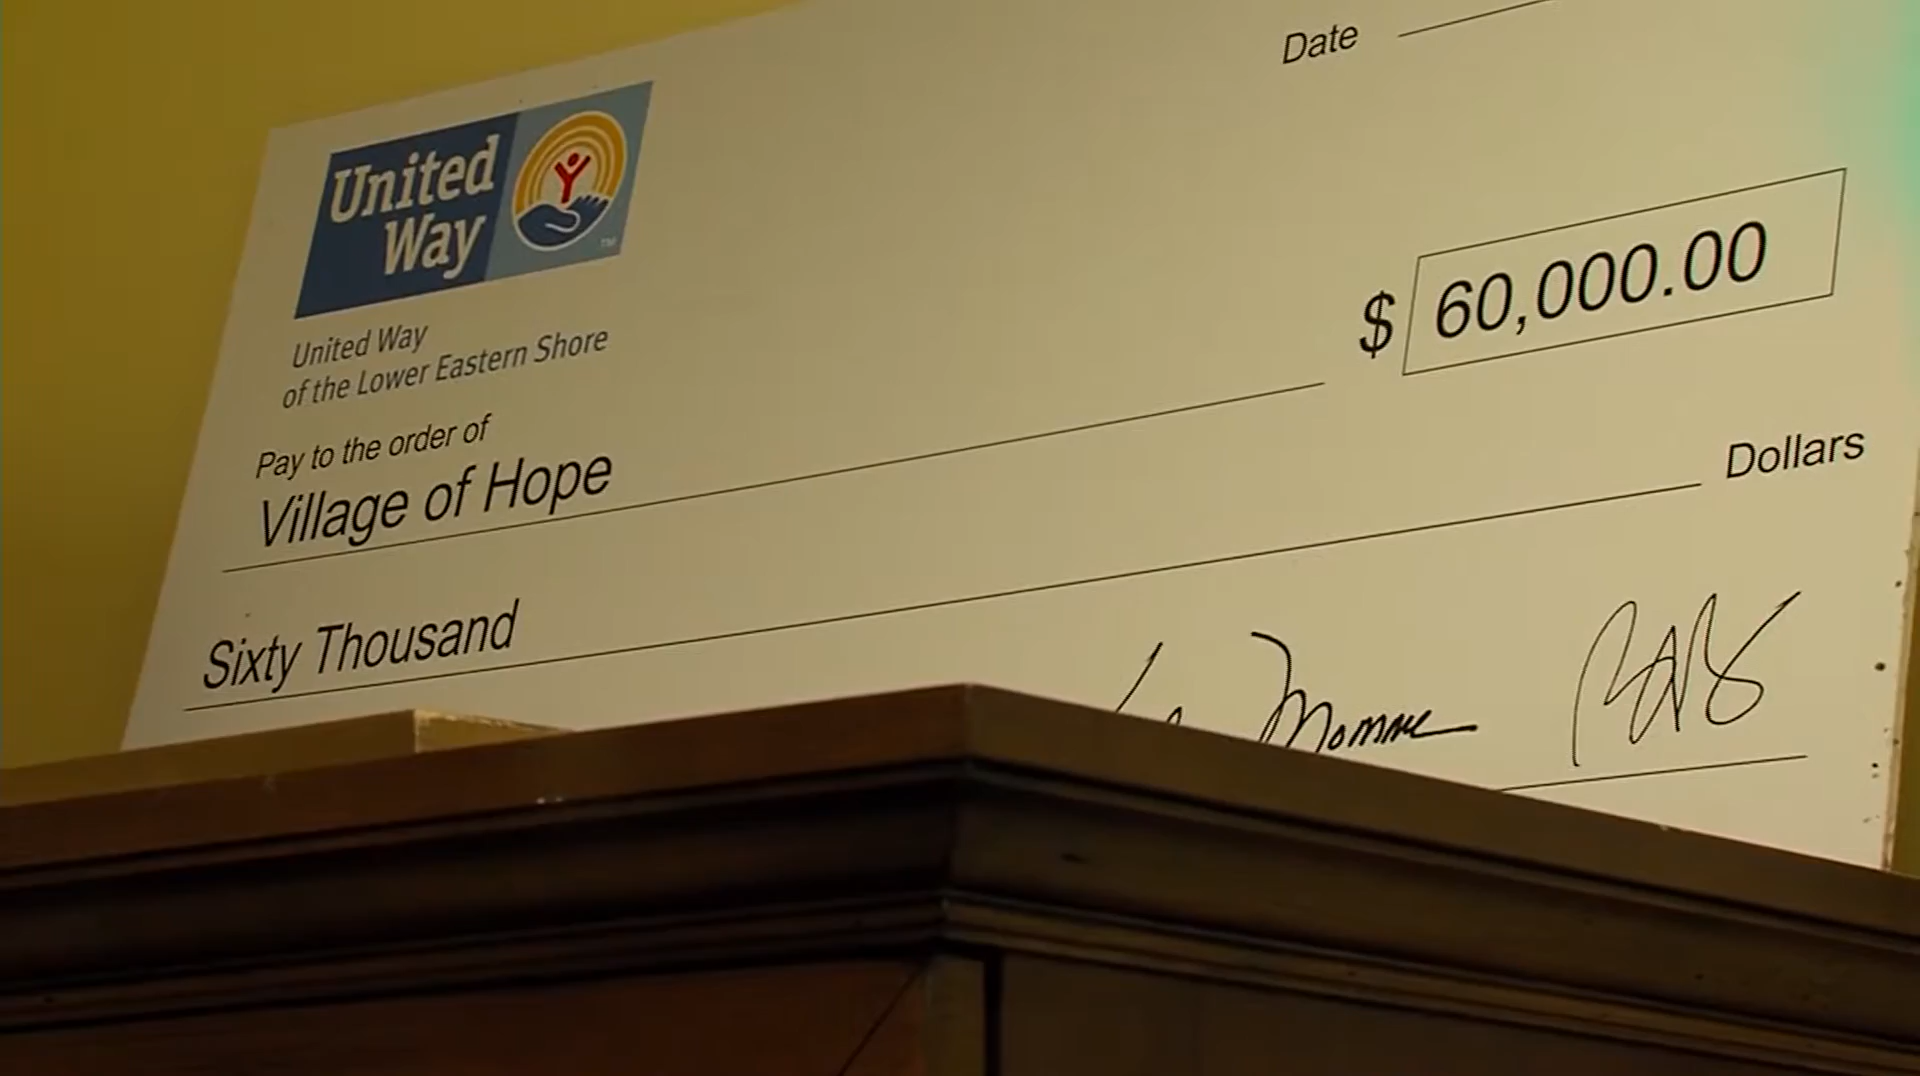 Date
United
Way
TM
United Way
of the Lower Eastern Shore
$ 60,000.00
Pay to the order of
Village of Hope
Dollars
Sixty Thousand